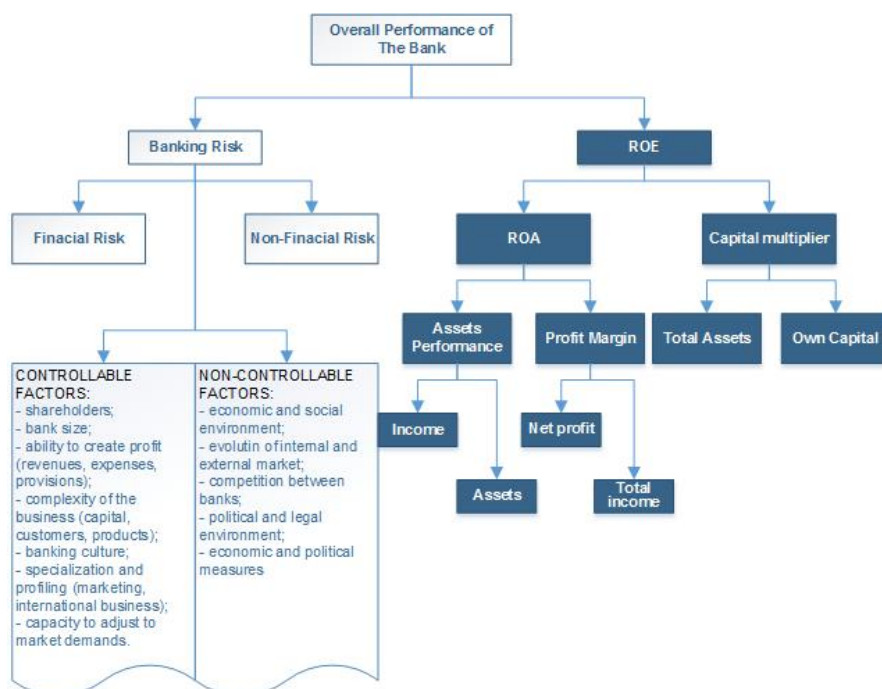 Overall Performance of
The Bank
Banking Risk
ROE
Finacial Risk
Non-Finacial Risk
ROA
Capital multiplier
Assets
Performance
Profit Margin
Total Assets
Own Capital
Income
Net profit
Assets
Total
income
CONTROLLABLE
FACTORS:
- shareholders;
- bank size;
- ability to create profit
(revenues, expenses,
provisions);
- complexity of the
business (capital,
customers, products);
- banking culture;
- specialization and
profiling (marketing,
international business);
- capacity to adjust to
market demands.
NON-CONTROLLABLE
FACTORS:
- economic and social
environment;
- evolutin of internal and
external market;
- competition between
banks;
- political and legal
environment;
- economic and political
measures